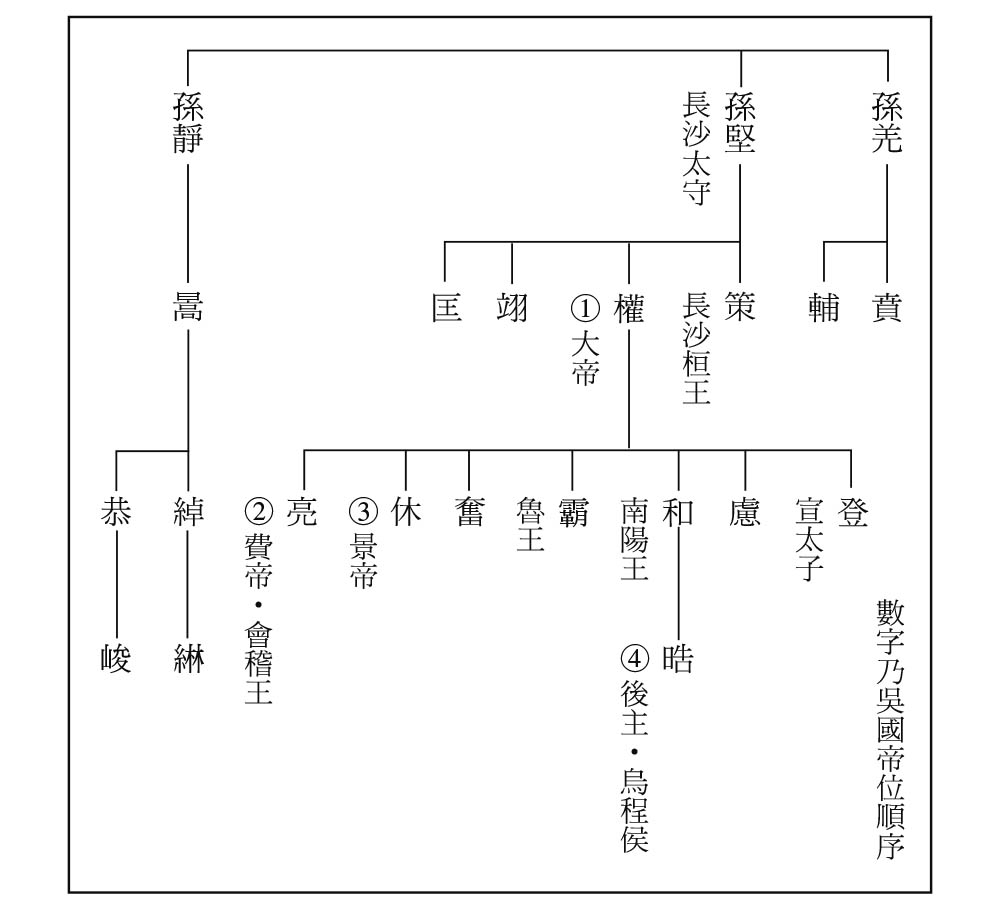 孫羌
孫堅
長沙太守
孫靜
賁
輔
策
長沙桓王
權
①大帝
翊
匡
暠
登
宣太子
慮
和
南陽王
霸
魯王
奮
休
③景帝
亮
②費帝・會稽王
綽
恭
晧
④後主・烏程侯
綝
峻
數字乃吳國帝位順序